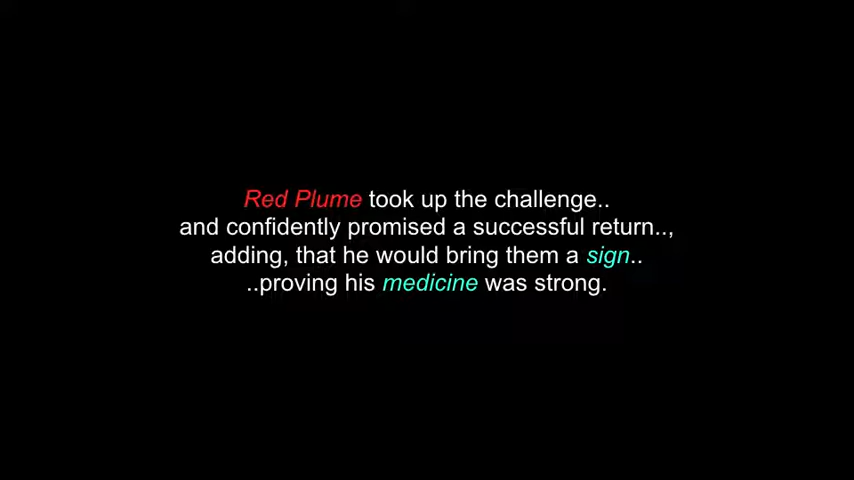 Red Plume took up the challenge..
and confidently promised a successful return..,
adding, that he would bring them a sign..
..proving his medicine was strong.